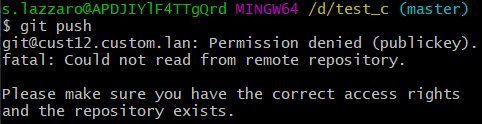 s.lazzaro@APDJIYlF4TTgQrd MINGW64 /d/test_c (master)
$ git push
git@cust12.custom.lan: Permission denied (publickey).
fatal: Could not read from remote repository.
Please make sure you have the correct access rights
and the repository exists.